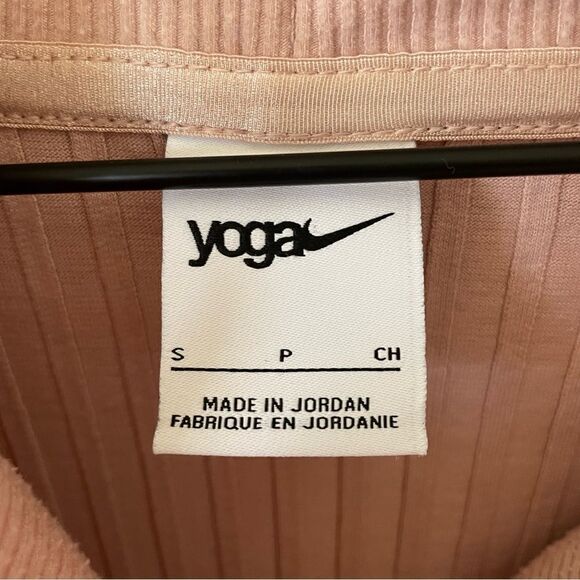 yoga
S P CH
MADE IN JORDAN
FABRIQUE EN JORDANIE